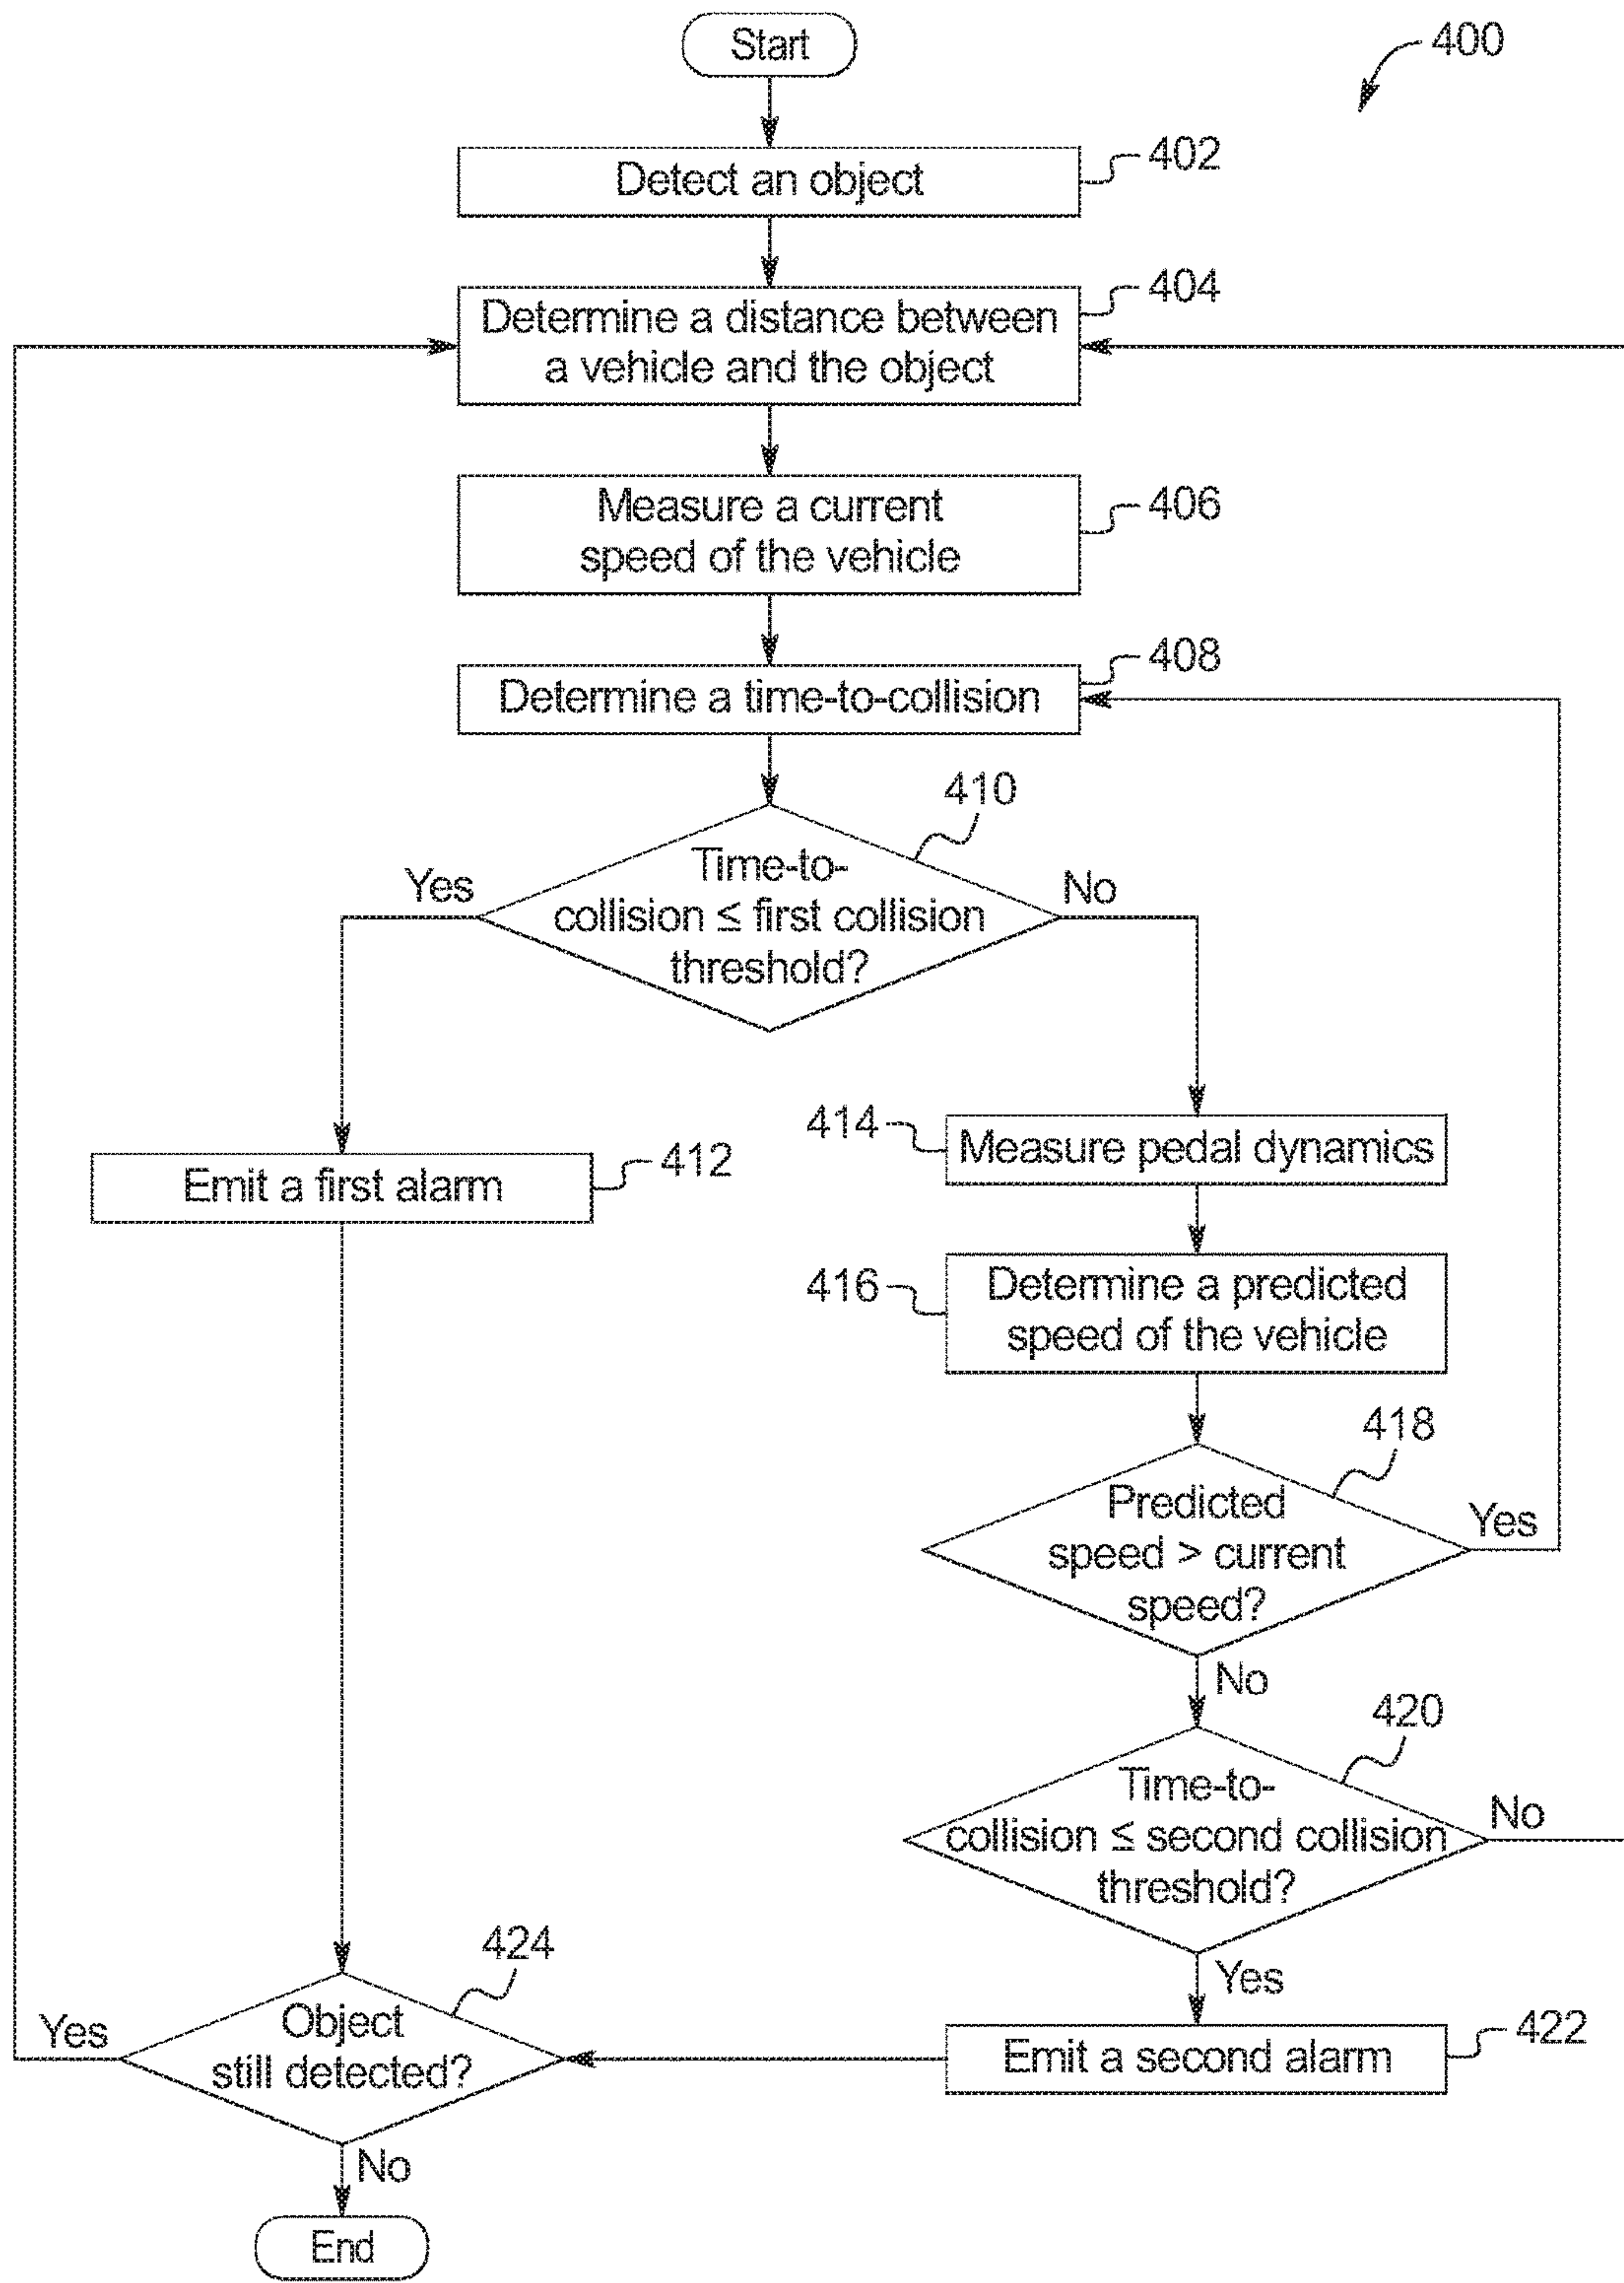 Start
400
Detect an object
402
Determine a distance between
a vehicle and the object
404
Measure a current
speed of the vehicle
406
Determine a time-to-collision
408
410
Time-to-
collision ≤ first collision
threshold?
Yes
No
Emit a first alarm
412
414
Measure pedal dynamics
416
Determine a predicted
speed of the vehicle
418
Predicted
speed > current
speed?
Yes
No
420
Time-to-
collision ≤ second collision
threshold?
No
Yes
424
Object
still detected?
Yes
Emit a second alarm
422
No
End